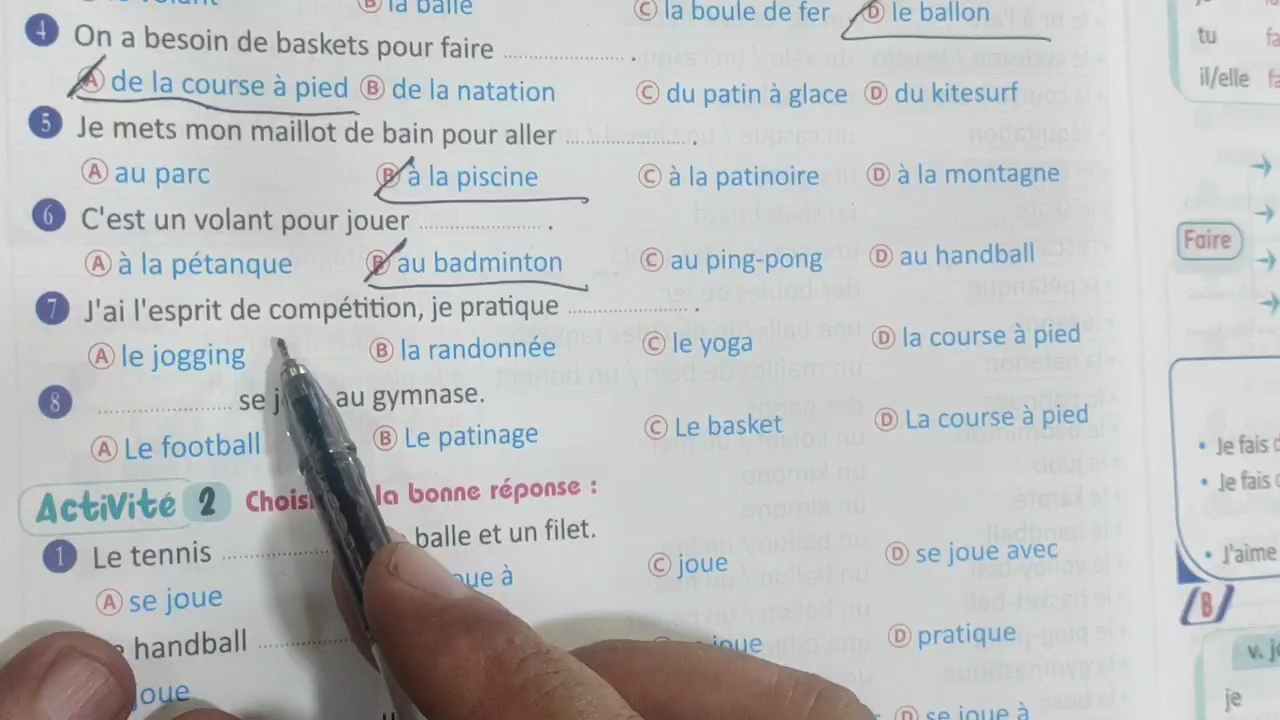 B la balle C la boule de fer D le ballon
4 On a besoin de baskets pour faire .................... .
A de la course à pied B de la natation C du patin à glace D du kitesurf
5 Je mets mon maillot de bain pour aller .................... .
A au parc B à la piscine C à la patinoire D à la montagne
6 C'est un volant pour jouer .................... .
A à la pétanque B au badminton C au ping-pong D au handball
7 J'ai l'esprit de compétition, je pratique .................... .
A le jogging B la randonnée C le yoga D la course à pied
8 .................... se au gymnase.
A Le football B Le patinage C Le basket D La course à pied
Activité 2 la bonne réponse :
1 Le tennis .................... balle et un filet.
A se joue C joue D se joue avec
handball ....................
joue joue D pratique
D se joue à
tu
il/elle
Faire
Je fais
Je fais
J'aime
B
v.
je